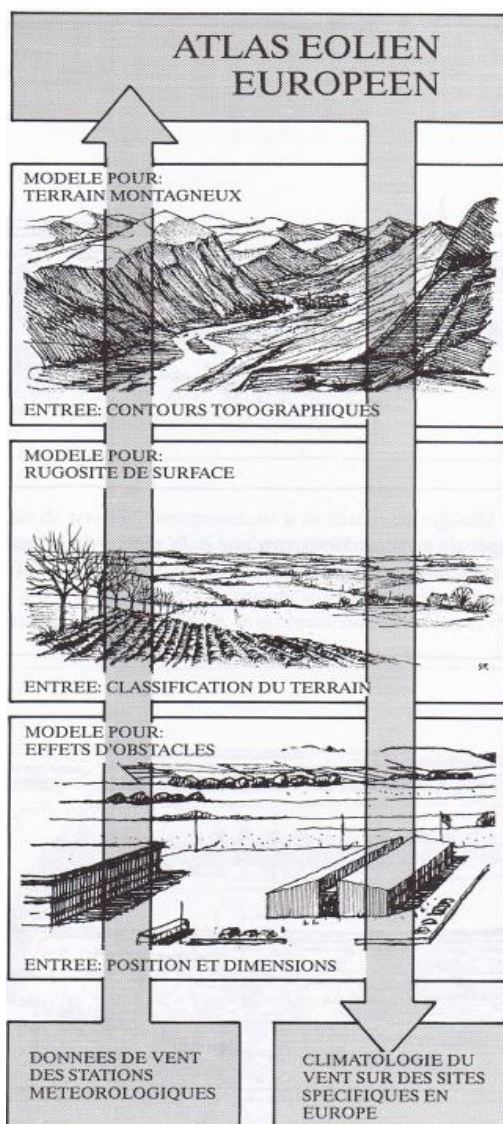 ATLAS EOLIEN
EUROPEEN
MODELE POUR:
TERRAIN MONTAGNEUX
ENTREE: CONTOURS TOPOGRAPHIQUES
MODELE POUR:
RUGOSITE DE SURFACE
ENTREE: CLASSIFICATION DU TERRAIN
MODELE POUR:
EFFETS D'OBSTACLES
ENTREE: POSITION ET DIMENSIONS
DONNEES DE VENT
DES STATIONS
METEOROLOGIQUES
CLIMATOLOGIE DU
VENT SUR DES SITES
SPECIFIQUES EN
EUROPE